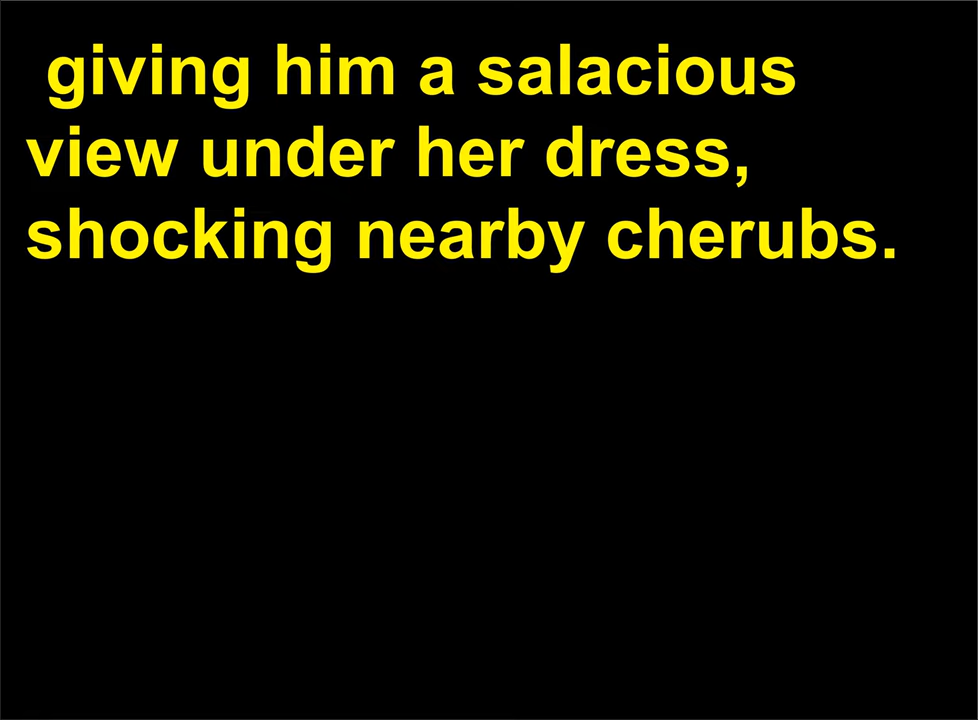 giving him a salacious
view under her dress,
shocking nearby cherubs.